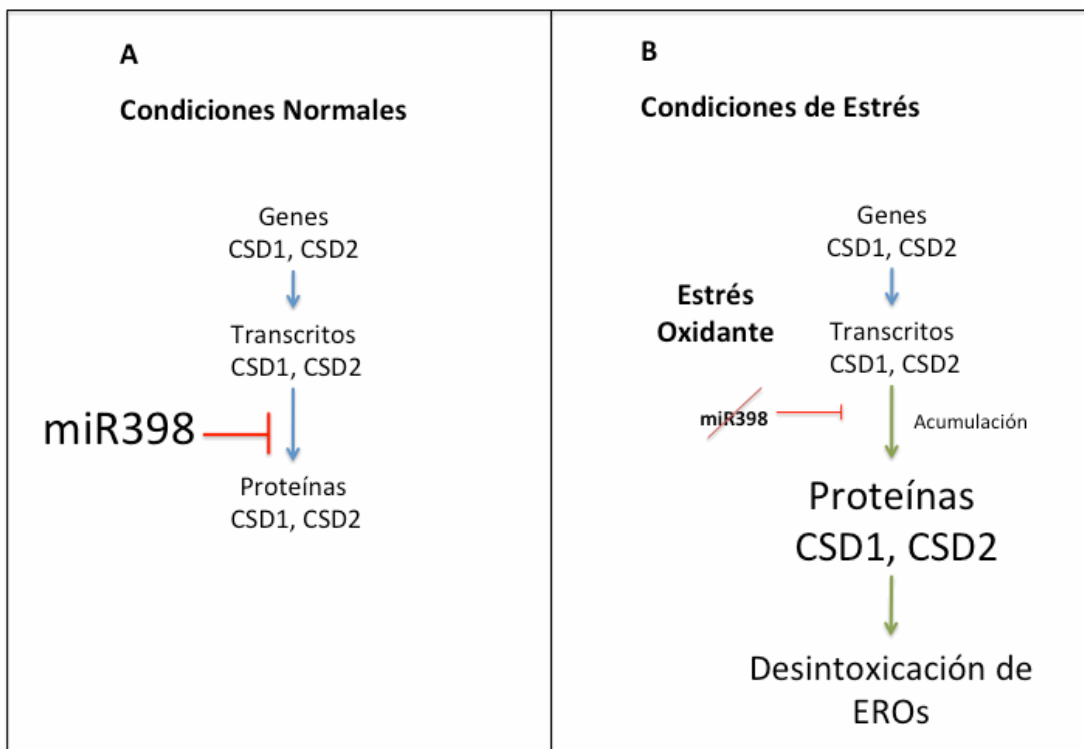 A
Condiciones Normales
Genes
CSD1, CSD2
Transcritos
CSD1, CSD2
miR398
Proteínas
CSD1, CSD2
B
Condiciones de Estrés
Genes
CSD1, CSD2
Estrés
Oxidante
Transcritos
CSD1, CSD2
miR398
Acumulación
Proteínas
CSD1, CSD2
Desintoxicación de
EROs